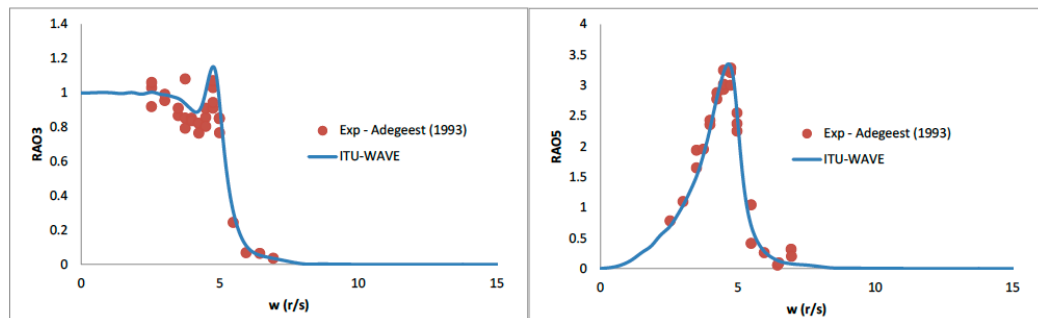 1.4
1.2
1
0.8
0.6
0.4
0.2
0
RAO3
0 5 10 15
w (r/s)
Exp - Adegeest (1993)
ITU-WAVE
4
3.5
3
2.5
2
1.5
1
0.5
0
RAO5
0 5 10 15
w (r/s)
Exp - Adegeest (1993)
ITU-WAVE